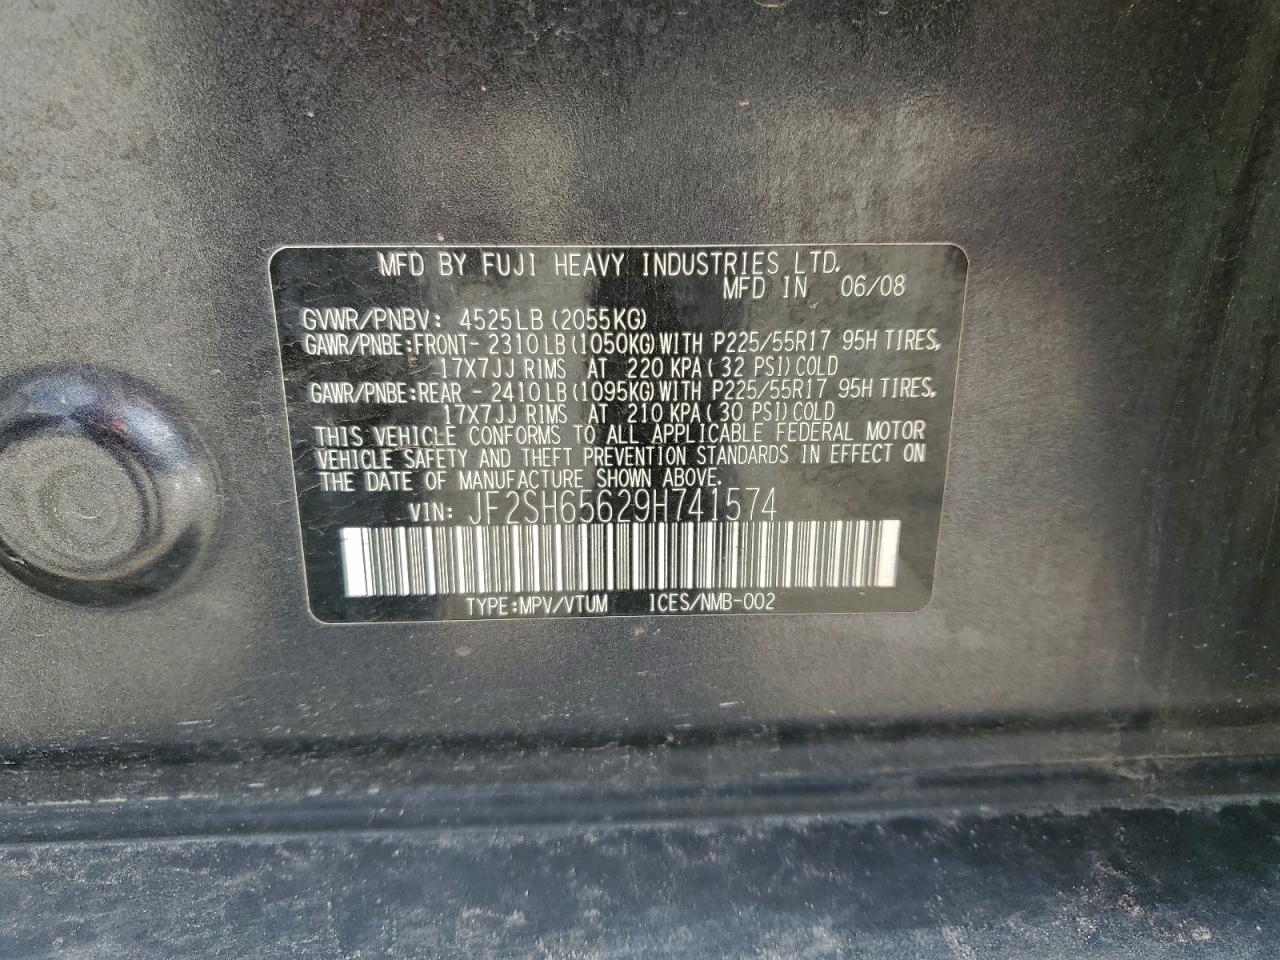 MFD BY FUJI HEAVY INDUSTRIES LTD.
MFD IN 06/08
GVWR/PNBV: 4525LB (2055KG)
GAWR/PNBE:FRONT- 2310LB (1050KG) WITH P225/55R17 95H TIRES,
17X7JJ RIMS AT 220 KPA (32 PSI) COLD
GAWR/PNBE:REAR - 2410LB (1095KG) WITH P225/55R17 95H TIRES,
17X7JJ RIMS AT 210 KPA (30 PSI) COLD
THIS VEHICLE CONFORMS TO ALL APPLICABLE FEDERAL MOTOR
VEHICLE SAFETY AND THEFT PREVENTION STANDARDS IN EFFECT ON
THE DATE OF MANUFACTURE SHOWN ABOVE.
VIN: JF2SH65629H741574
TYPE:MPV/VTUM ICES/NMB-002